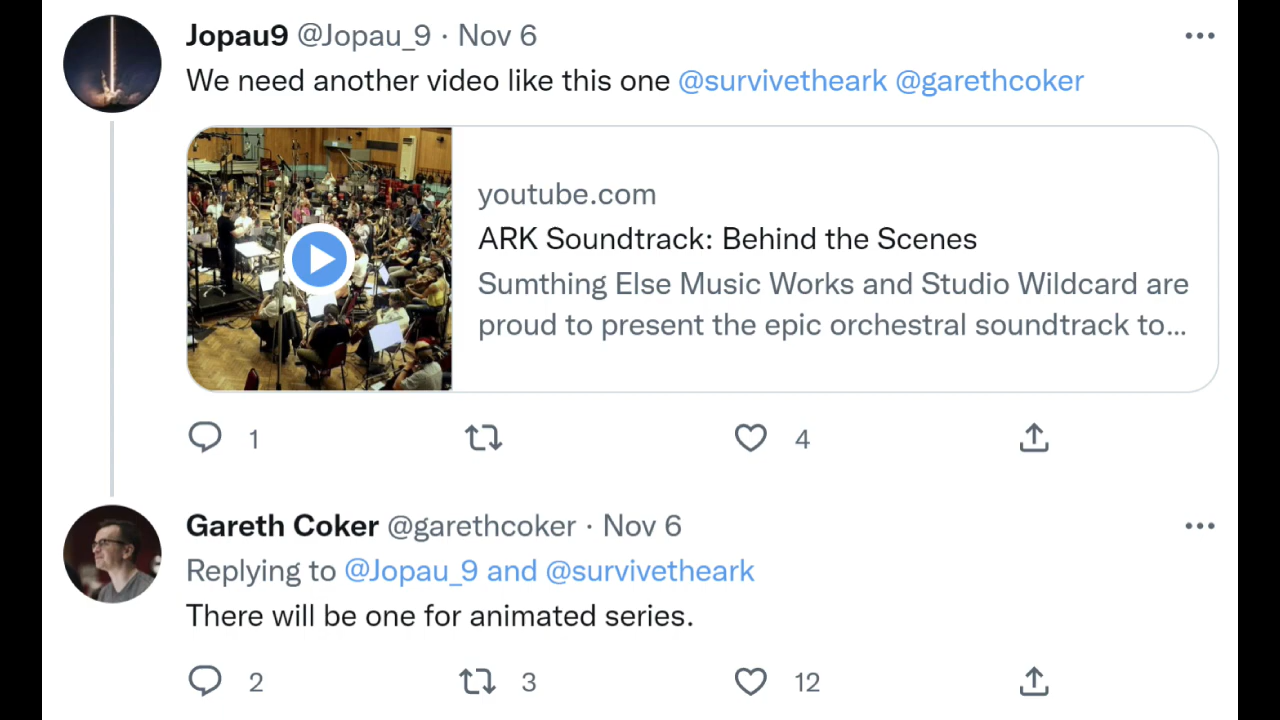 Jopau9 @Jopau_9 · Nov 6
We need another video like this one @survivetheark @garethcoker
youtube.com
ARK Soundtrack: Behind the Scenes
Sumthing Else Music Works and Studio Wildcard are
proud to present the epic orchestral soundtrack to...
1 4
Gareth Coker @garethcoker · Nov 6
Replying to @Jopau_9 and @survivetheark
There will be one for animated series.
2 3 12